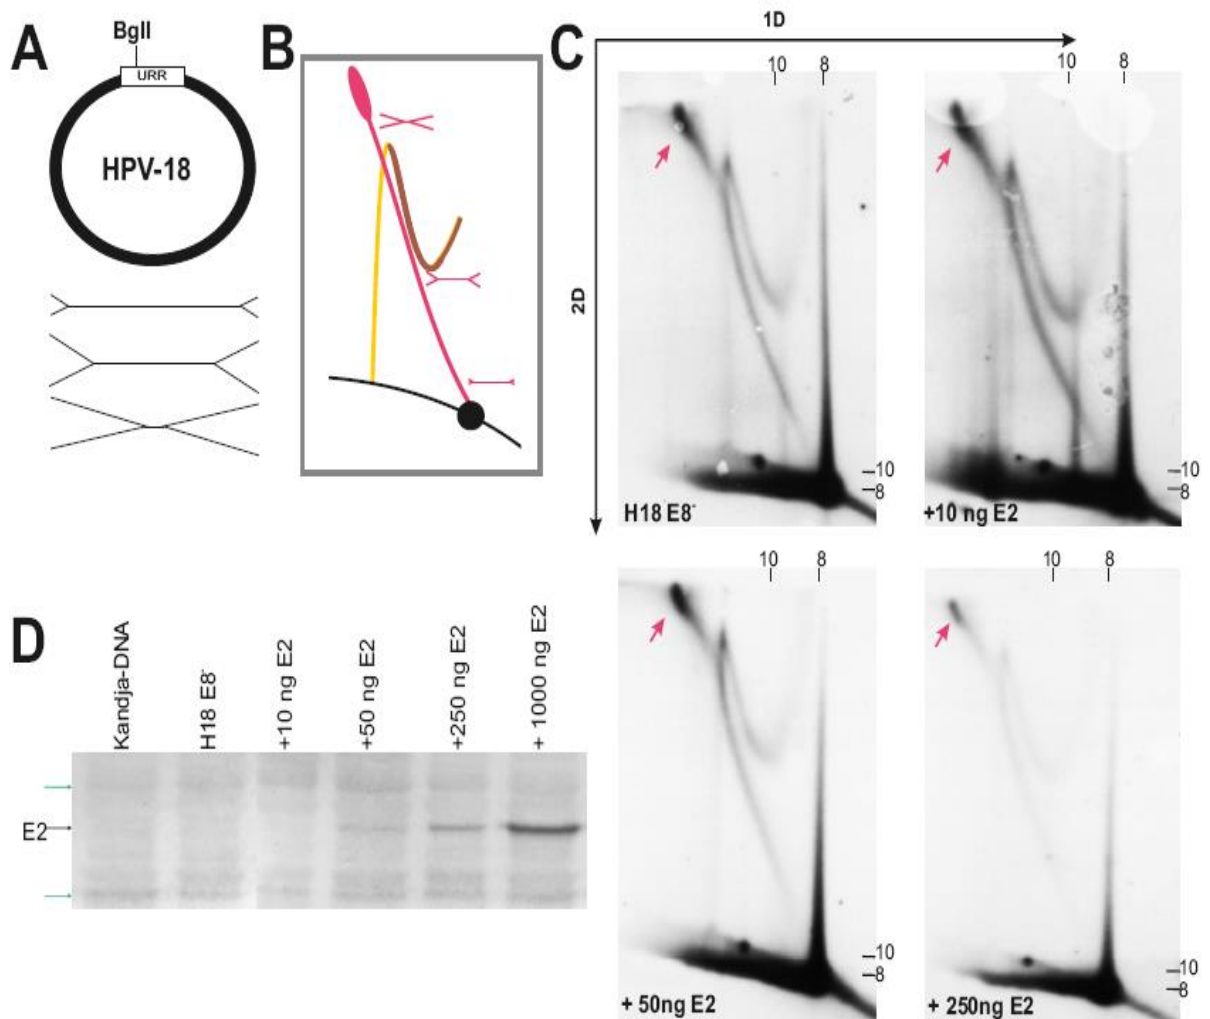 A
BglI
URR
HPV-18
B
C
1D
2D
10 8
10 8
10
8
H18 E8-
10
8
+10 ng E2
10 8
10 8
10
8
+ 50ng E2
10
8
+ 250ng E2
D
Kandja-DNA
H18 E8-
+10 ng E2
+50 ng E2
+250 ng E2
+ 1000 ng E2
E2